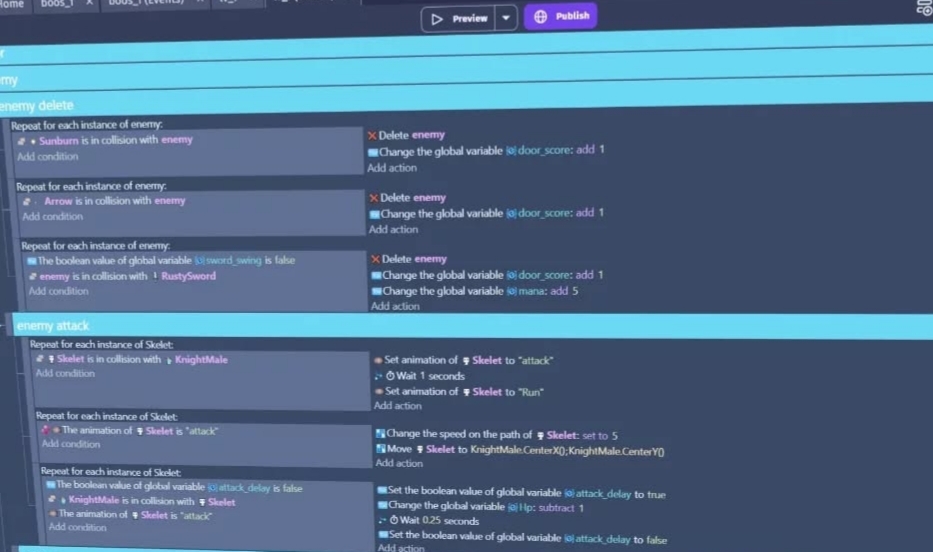 boos_1 X
Preview
Publish
enemy delete
Repeat for each instance of enemy:
Sunburn is in collision with enemy
Add condition
Delete enemy
Change the global variable door_score: add 1
Add action
Repeat for each instance of enemy:
Arrow is in collision with enemy
Add condition
Delete enemy
Change the global variable door_score: add 1
Add action
Repeat for each instance of enemy:
The boolean value of global variable sword_swing is false
enemy is in collision with RustySword
Add condition
Delete enemy
Change the global variable door_score: add 1
Change the global variable mana: add 5
Add action
enemy attack
Repeat for each instance of Skelet:
Skelet is in collision with KnightMale
Add condition
Set animation of Skelet to "attack"
Wait 1 seconds
Set animation of Skelet to "Run"
Add action
Repeat for each instance of Skelet:
The animation of Skelet is "attack"
Add condition
Change the speed on the path of Skelet: set to 5
Move Skelet to KnightMale.CenterX();KnightMale.CenterY()
Add action
Repeat for each instance of Skelet:
The boolean value of global variable attack_delay is false
KnightMale is in collision with Skelet
The animation of Skelet is "attack"
Add condition
Set the boolean value of global variable attack_delay to true
Change the global variable Hp: subtract 1
Wait 0.25 seconds
Set the boolean value of global variable attack_delay to false
Add action